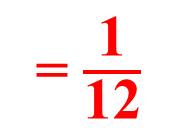 = 1/12